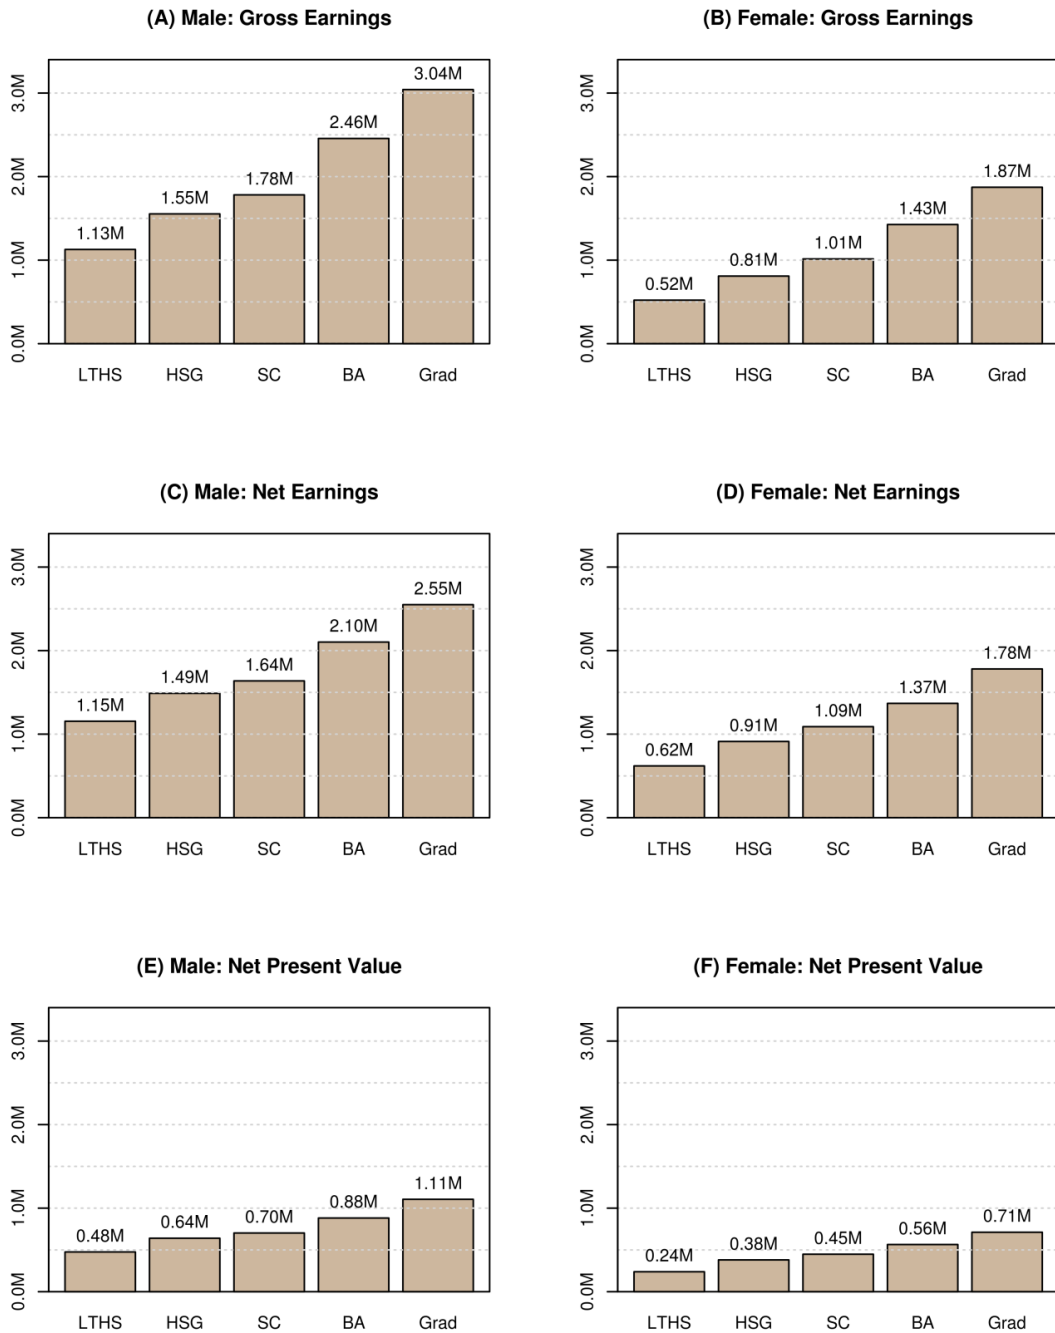 (A) Male: Gross Earnings
3.0M
2.0M
1.0M
0.0M
1.13M
1.55M
1.78M
2.46M
3.04M
LTHS HSG SC BA Grad
(B) Female: Gross Earnings
3.0M
2.0M
1.0M
0.0M
0.52M
0.81M
1.01M
1.43M
1.87M
LTHS HSG SC BA Grad
(C) Male: Net Earnings
3.0M
2.0M
1.0M
0.0M
1.15M
1.49M
1.64M
2.10M
2.55M
LTHS HSG SC BA Grad
(D) Female: Net Earnings
3.0M
2.0M
1.0M
0.0M
0.62M
0.91M
1.09M
1.37M
1.78M
LTHS HSG SC BA Grad
(E) Male: Net Present Value
3.0M
2.0M
1.0M
0.0M
0.48M
0.64M
0.70M
0.88M
1.11M
LTHS HSG SC BA Grad
(F) Female: Net Present Value
3.0M
2.0M
1.0M
0.0M
0.24M
0.38M
0.45M
0.56M
0.71M
LTHS HSG SC BA Grad